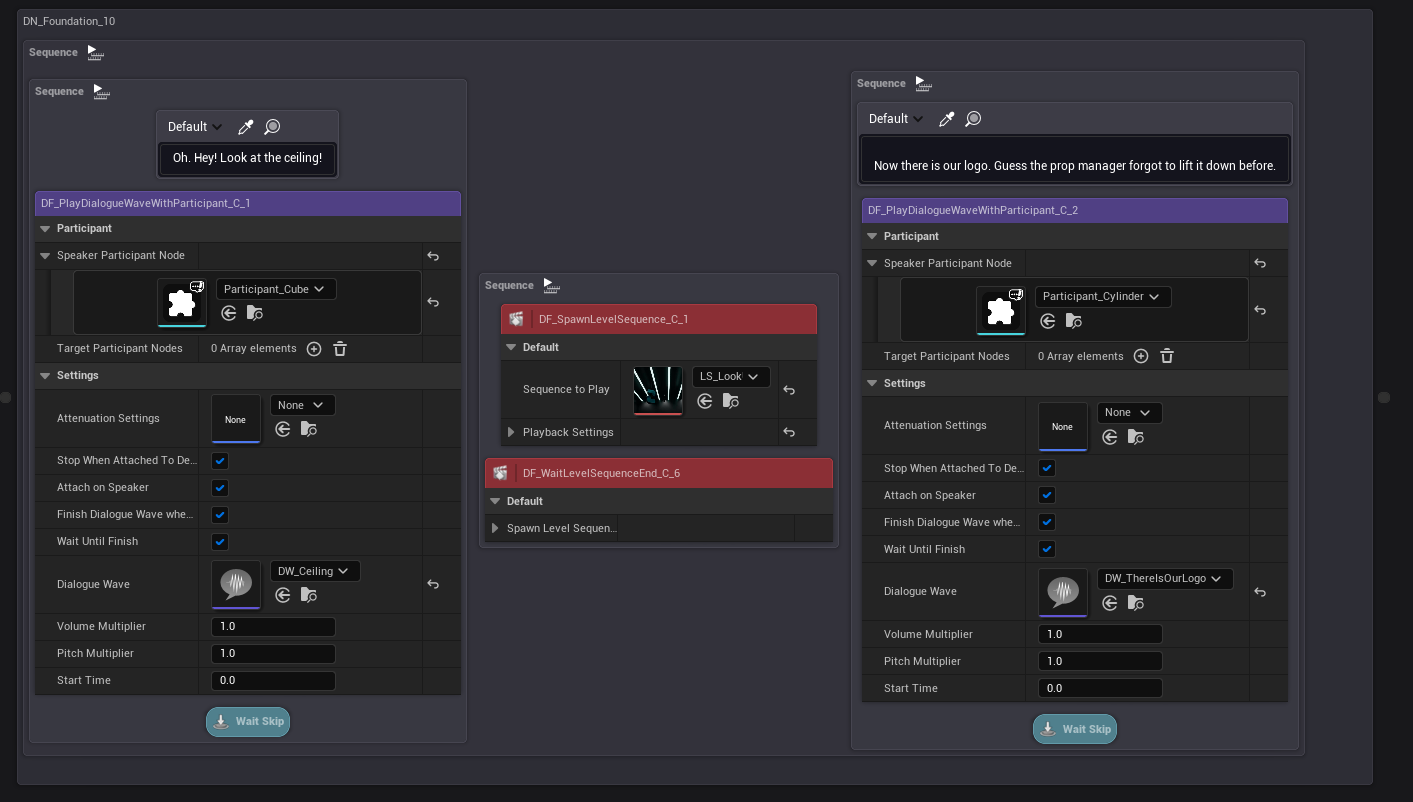 DN_Foundation_10
Sequence
Sequence
Default
Oh. Hey! Look at the ceiling!
DF_PlayDialogueWaveWithParticipant_C_1
Participant
Speaker Participant Node
Participant_Cube
Target Participant Nodes 0 Array elements
Settings
Attenuation Settings None None
Stop When Attached To De...
Attach on Speaker
Finish Dialogue Wave whe...
Wait Until Finish
Dialogue Wave DW_Ceiling
Volume Multiplier 1.0
Pitch Multiplier 1.0
Start Time 0.0
Wait Skip
Sequence
DF_SpawnLevelSequence_C_1
Default
Sequence to Play LS_Look
Playback Settings
DF_WaitLevelSequenceEnd_C_6
Default
Spawn Level Sequen...
Sequence
Default
Now there is our logo. Guess the prop manager forgot to lift it down before.
DF_PlayDialogueWaveWithParticipant_C_2
Participant
Speaker Participant Node
Participant_Cylinder
Target Participant Nodes 0 Array elements
Settings
Attenuation Settings None None
Stop When Attached To De...
Attach on Speaker
Finish Dialogue Wave whe...
Wait Until Finish
Dialogue Wave DW_ThereIsOurLogo
Volume Multiplier 1.0
Pitch Multiplier 1.0
Start Time 0.0
Wait Skip